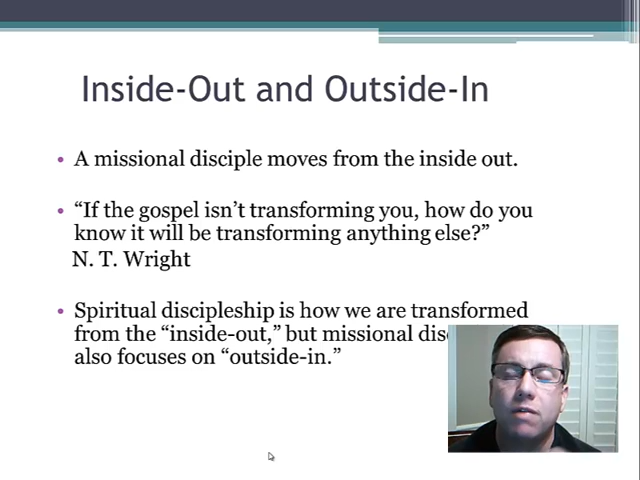 Inside-Out and Outside-In
• A missional disciple moves from the inside out.
• “If the gospel isn’t transforming you, how do you
know it will be transforming anything else?”
N. T. Wright
• Spiritual discipleship is how we are transformed
from the “inside-out,” but missional
also focuses on “outside-in.”